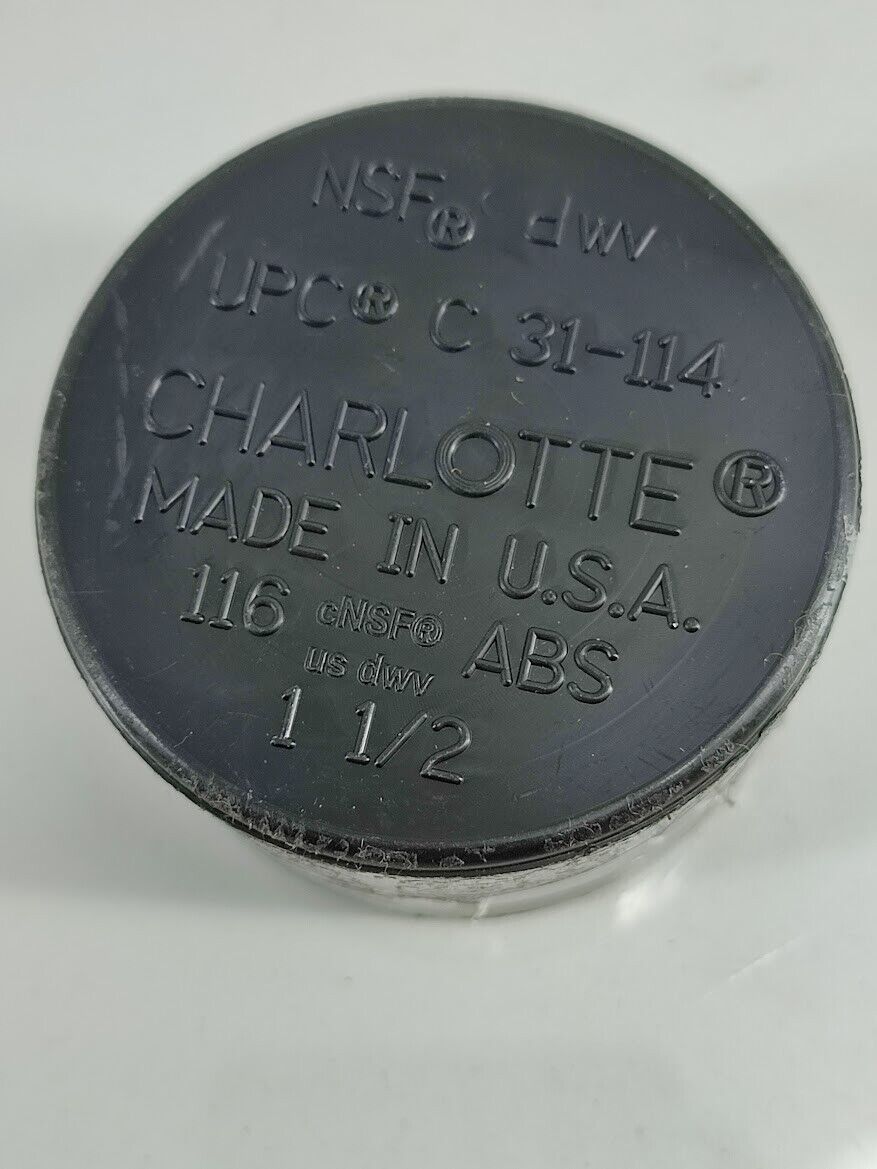 NSF® dwv
UPC® C 31-114
CHARLOTTE®
MADE IN U.S.A.
116 cNSF® us dwv ABS
1 1/2